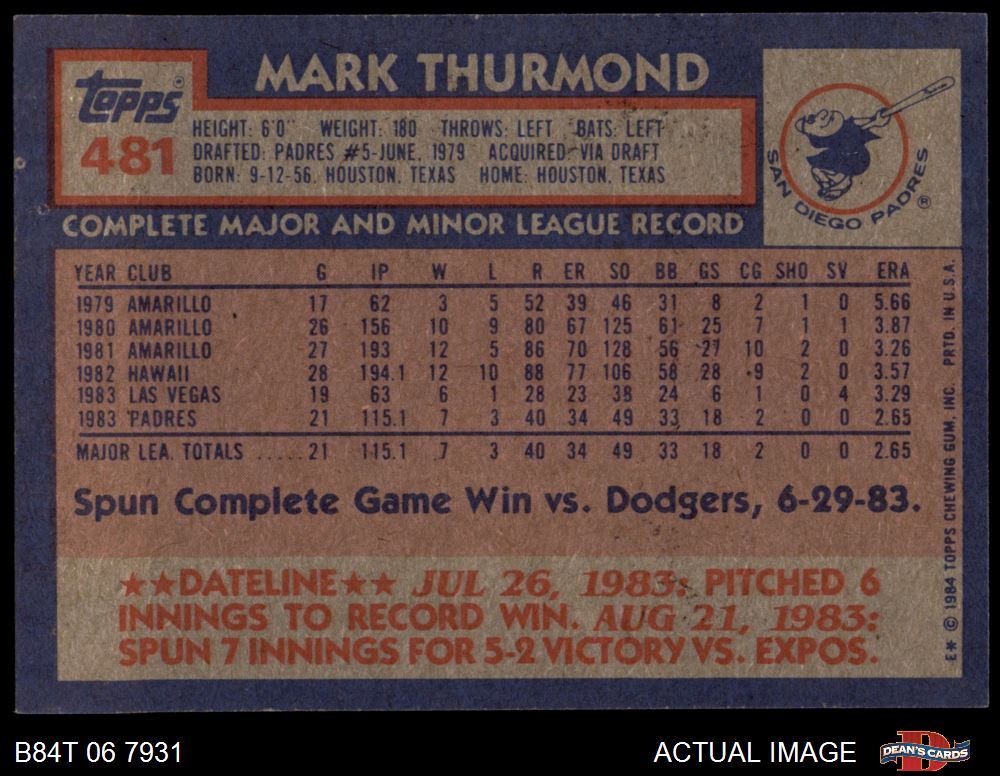 MARK THURMOND
topps®
481
HEIGHT: 6'0" WEIGHT: 180 THROWS: LEFT BATS: LEFT
DRAFTED: PADRES #5-JUNE, 1979 ACQUIRED: VIA DRAFT
BORN: 9-12-56, HOUSTON, TEXAS HOME: HOUSTON, TEXAS
SAN DIEGO PADRES ®
COMPLETE MAJOR AND MINOR LEAGUE RECORD
YEAR CLUB G IP W L R ER SO BB GS CG SHO SV ERA
1979 AMARILLO 17 62 3 5 52 39 46 31 8 2 1 0 5.66
1980 AMARILLO 26 156 10 9 80 67 125 61 25 7 1 1 3.87
1981 AMARILLO 27 193 12 5 86 70 128 56 27 10 2 0 3.26
1982 HAWAII 28 194.1 12 10 88 77 106 58 28 9 2 0 3.57
1983 LAS VEGAS 19 63 6 1 28 23 38 24 6 1 0 4 3.29
1983 PADRES 21 115.1 7 3 40 34 49 33 18 2 0 0 2.65
MAJOR LEA. TOTALS .....21 115.1 7 3 40 34 49 33 18 2 0 0 2.65
Spun Complete Game Win vs. Dodgers, 6-29-83.
★★DATELINE★★ JUL 26, 1983: PITCHED 6
INNINGS TO RECORD WIN. AUG 21, 1983:
SPUN 7 INNINGS FOR 5-2 VICTORY VS. EXPOS.
E* © 1984 TOPPS CHEWING GUM, INC. PRTD. IN U.S.A.
B84T 06 7931
ACTUAL IMAGE
D
DEAN'S CARDS